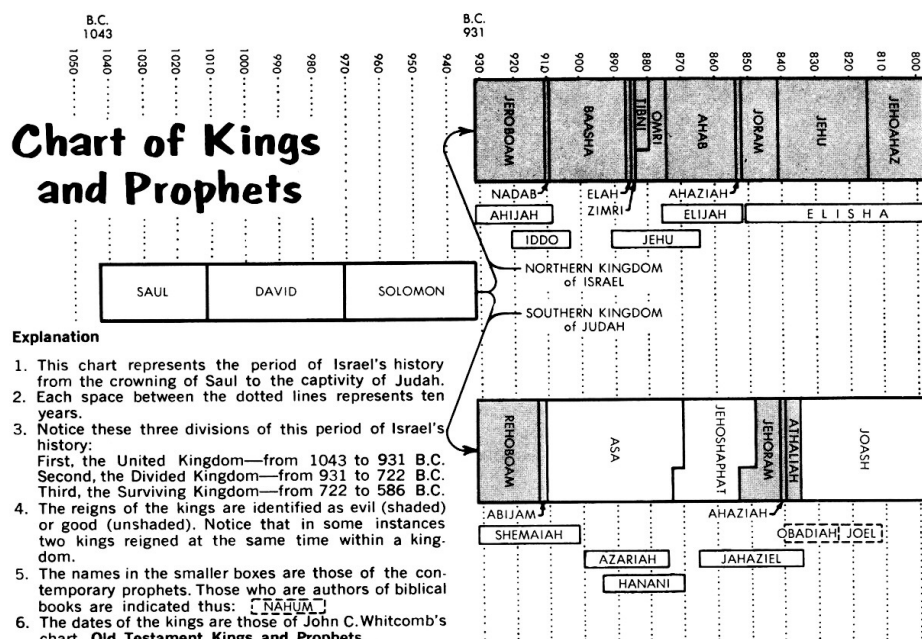 B.C.
1043
B.C.
931
1050
1040
1030
1020
1010
1000
990
980
970
960
950
940
930
920
910
900
890
880
870
860
850
840
830
820
810
800
Chart of Kings
and Prophets
JEROBOAM
BAASHA
TIBNI
OMRI
AHAB
JORAM
JEHU
JEHOAHAZ
NADAB
ELAH
ZIMRI
AHAZIAH
AHIJAH
ELIJAH
ELISHA
IDDO
JEHU
NORTHERN KINGDOM
of ISRAEL
SAUL
DAVID
SOLOMON
SOUTHERN KINGDOM
of JUDAH
Explanation
1. This chart represents the period of Israel's history
from the crowning of Saul to the captivity of Judah.
2. Each space between the dotted lines represents ten
years.
3. Notice these three divisions of this period of Israel's
history:
First, the United Kingdom—from 1043 to 931 B.C.
Second, the Divided Kingdom—from 931 to 722 B.C.
Third, the Surviving Kingdom—from 722 to 586 B.C.
4. The reigns of the kings are identified as evil (shaded)
or good (unshaded). Notice that in some instances
two kings reigned at the same time within a king-
dom.
5. The names in the smaller boxes are those of the con-
temporary prophets. Those who are authors of biblical
books are indicated thus: NAHUM
6. The dates of the kings are those of John C. Whitcomb's
chart, Old Testament Kings and Prophets.
REHOBOAM
ASA
JEHOSHAPHAT
JEHORAM
ATHALIAH
JOASH
ABIJAM
AHAZIAH
SHEMAIAH
OBADIAH
JOEL
AZARIAH
JAHAZIEL
HANANI